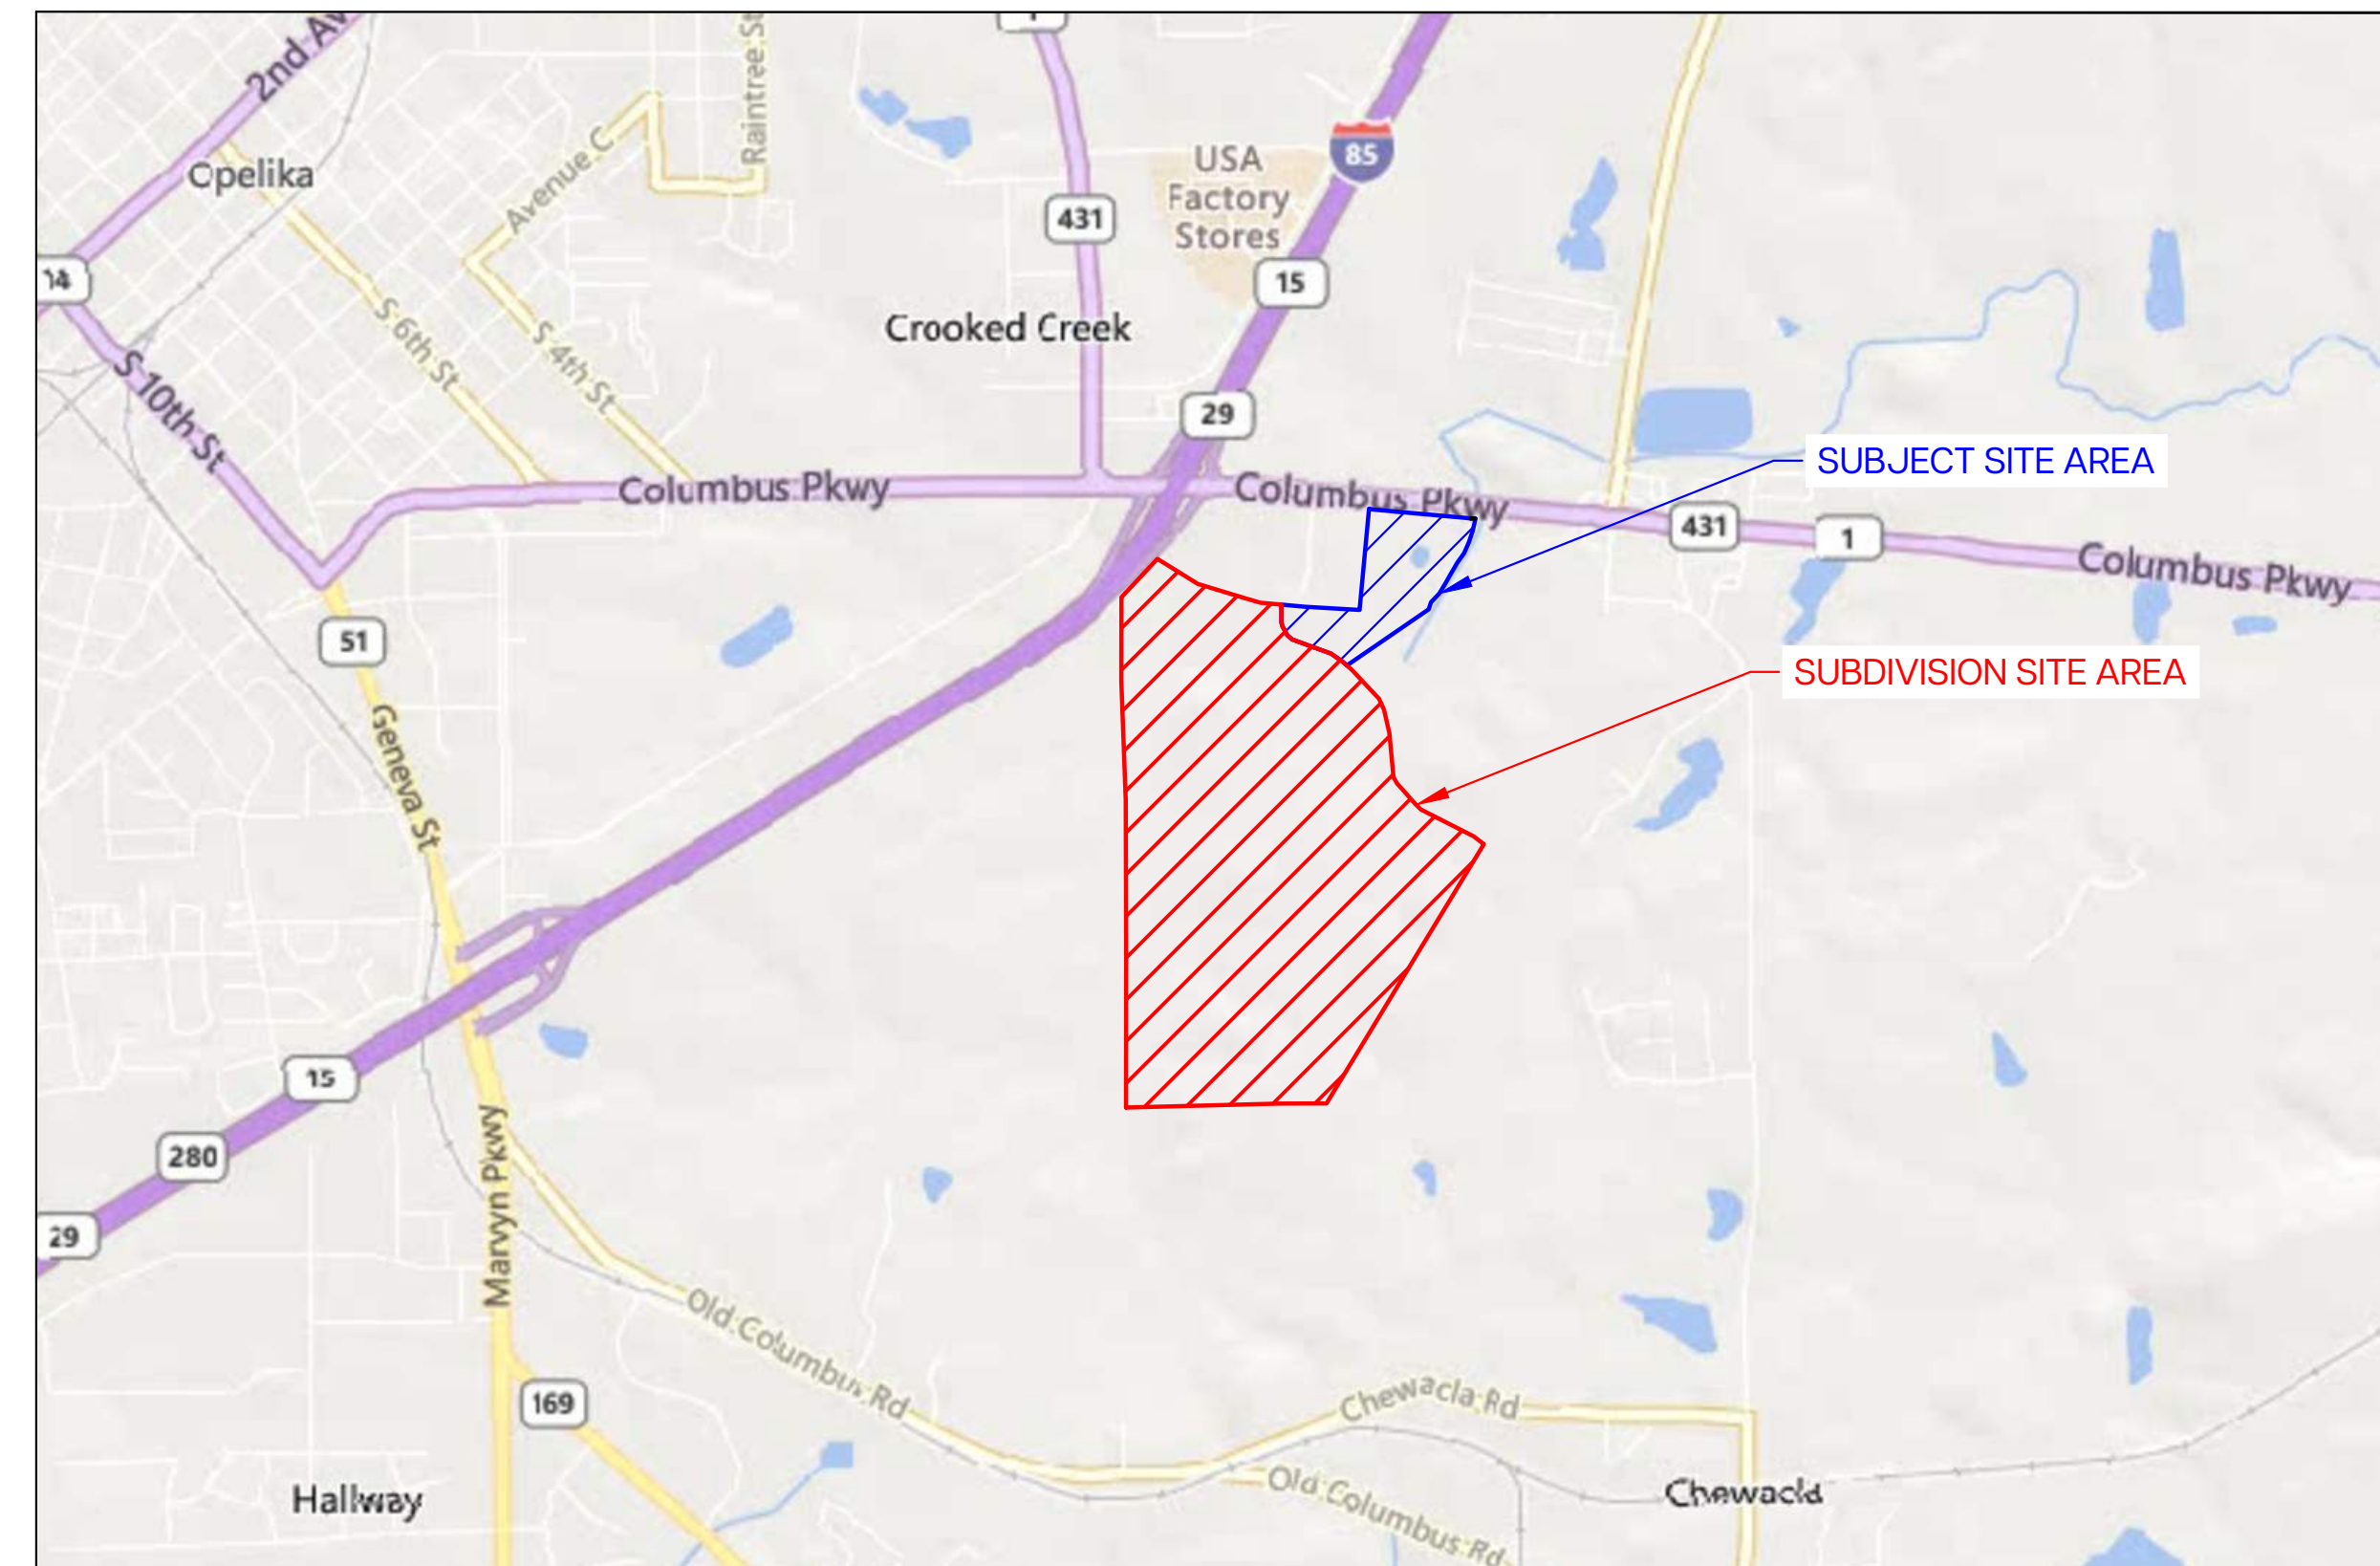 2nd Av
Raintree St
Opelika
Avenue C
USA
Factory
Stores
85
431
14
15
Crooked Creek
S 6th St
S 4th St
S 10th St
29
Columbus Pkwy
Columbus Pkwy
SUBJECT SITE AREA
431
1
Columbus Pkwy
51
SUBDIVISION SITE AREA
Geneva St
15
280
29
Marvyn Pkwy
Old Columbus Rd
169
Chewacla Rd
Hallway
Old Columbus Rd
Chewacla